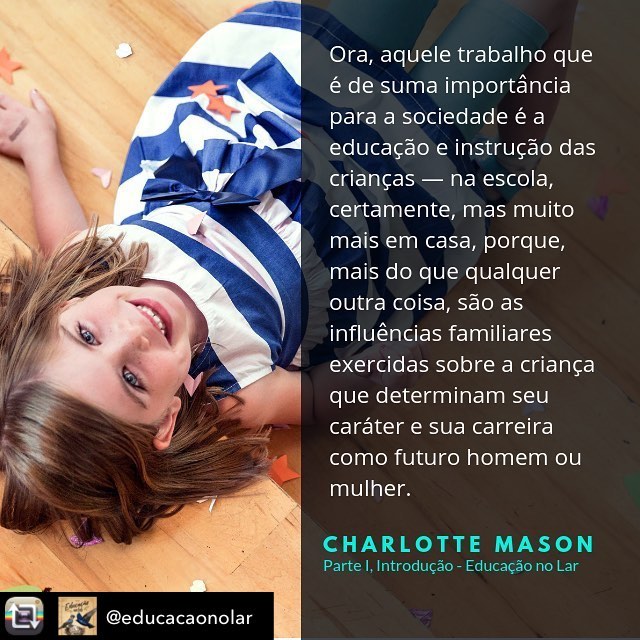 Ora, aquele trabalho que
é de suma importância
para a sociedade é a
educação e instrução das
crianças — na escola,
certamente, mas muito
mais em casa, porque,
mais do que qualquer
outra coisa, são as
influências familiares
exercidas sobre a criança
que determinam seu
caráter e sua carreira
como futuro homem ou
mulher.
CHARLOTTE MASON
Parte I, Introdução - Educação no Lar
@educacaonolar